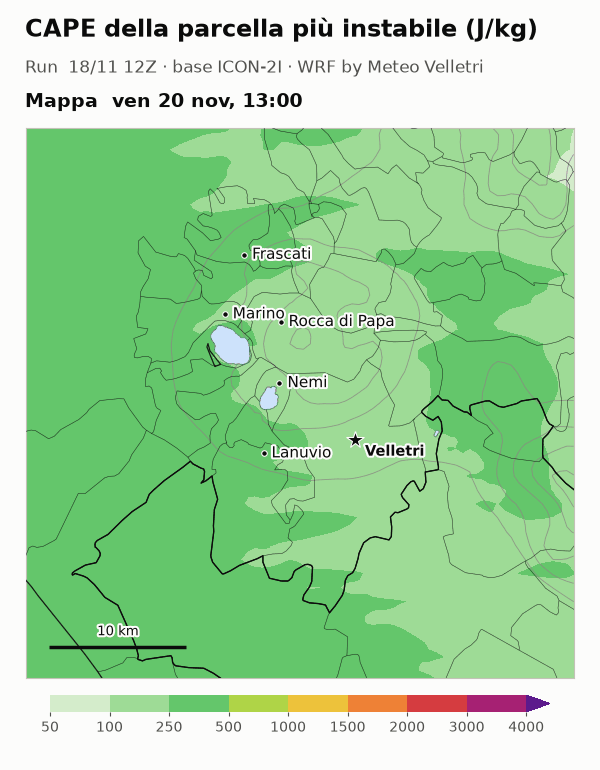 CAPE della parcella più instabile (J/kg)
Run 18/11 12Z · base ICON-2I · WRF by Meteo Velletri
Mappa ven 20 nov, 13:00
Frascati
Marino
Rocca di Papa
Nemi
Velletri
Lanuvio
10 km
50 100 250 500 1000 1500 2000 3000 4000